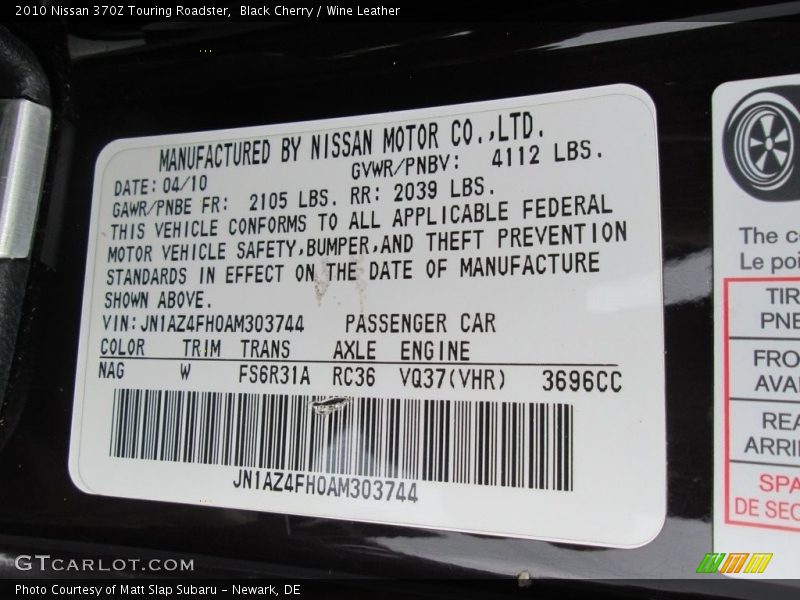 2010 Nissan 370Z Touring Roadster,  Black Cherry / Wine Leather
MANUFACTURED BY NISSAN MOTOR CO.,LTD.
DATE: 04/10 GVWR/PNBV: 4112 LBS.
GAWR/PNBE FR: 2105 LBS. RR: 2039 LBS.
THIS VEHICLE CONFORMS TO ALL APPLICABLE FEDERAL
MOTOR VEHICLE SAFETY,BUMPER,AND THEFT PREVENTION
STANDARDS IN EFFECT ON THE DATE OF MANUFACTURE
SHOWN ABOVE.
VIN: JN1AZ4FH0AM303744 PASSENGER CAR
COLOR TRIM TRANS AXLE ENGINE
NAG W FS6R31A RC36 VQ37(VHR) 3696CC
JN1AZ4FH0AM303744
The c
Le poi
TIR
PNE
FRO
AVA
REA
ARRI
SPA
DE SEC
GTCARLOT.COM
Photo Courtesy of Matt Slap Subaru - Newark, DE